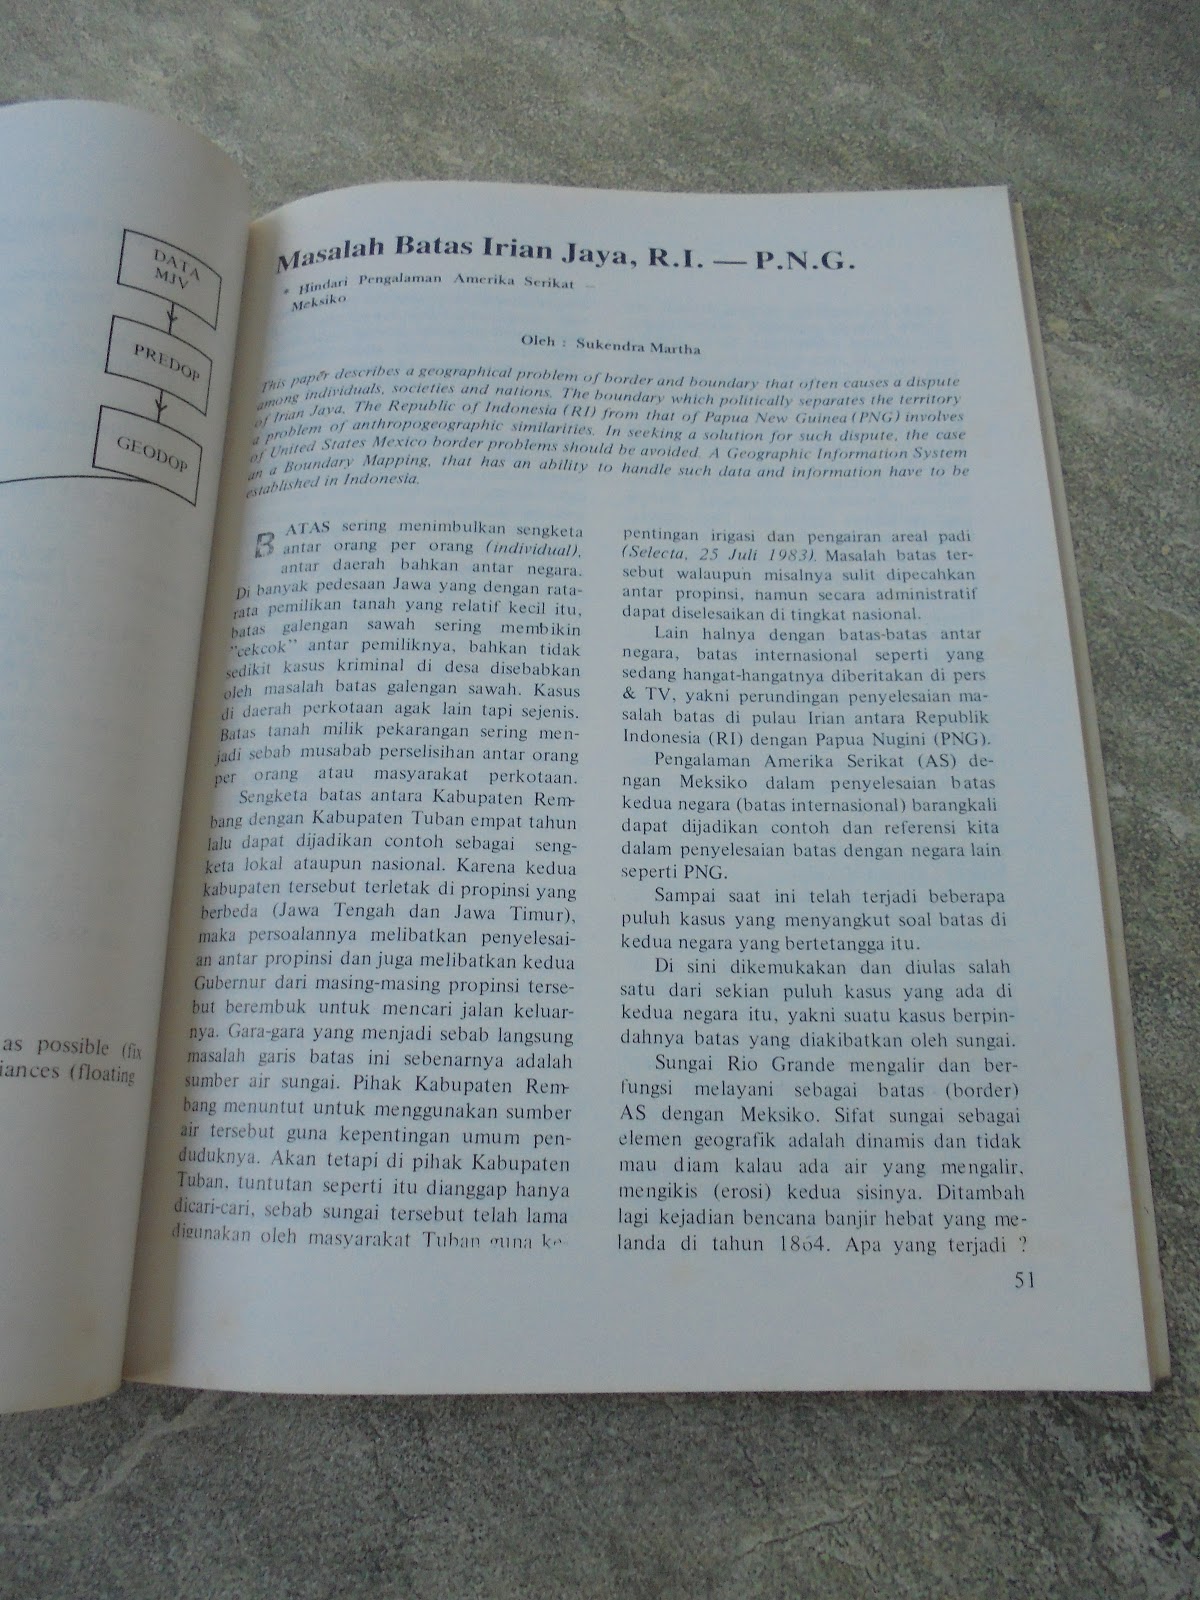 DATA
MJV
PREDOP
GEODOP
as possible (fix
iances (floating
Masalah Batas Irian Jaya, R.I. — P.N.G.
* Hindari Pengalaman Amerika Serikat –
Meksiko
Oleh : Sukendra Martha
This paper describes a geographical problem of border and boundary that often causes a dispute
among individuals, societies and nations. The boundary which politically separates the territory
of Irian Jaya, The Republic of Indonesia (RI) from that of Papua New Guinea (PNG) involves
a problem of anthropogeographic similarities. In seeking a solution for such dispute, the case
of United States Mexico border problems should be avoided. A Geographic Information System
an a Boundary Mapping, that has an ability to handle such data and information have to be
established in Indonesia.
BATAS sering menimbulkan sengketa
antar orang per orang (individual),
antar daerah bahkan antar negara.
Di banyak pedesaan Jawa yang dengan rata-
rata pemilikan tanah yang relatif kecil itu,
batas galengan sawah sering membikin
"cekcok" antar pemiliknya, bahkan tidak
sedikit kasus kriminal di desa disebabkan
oleh masalah batas galengan sawah. Kasus
di daerah perkotaan agak lain tapi sejenis.
Batas tanah milik pekarangan sering men-
jadi sebab musabab perselisihan antar orang
per orang atau masyarakat perkotaan.
Sengketa batas antara Kabupaten Rem-
bang dengan Kabupaten Tuban empat tahun
lalu dapat dijadikan contoh sebagai seng-
keta lokal ataupun nasional. Karena kedua
kabupaten tersebut terletak di propinsi yang
berbeda (Jawa Tengah dan Jawa Timur),
maka persoalannya melibatkan penyelesai-
an antar propinsi dan juga melibatkan kedua
Gubernur dari masing-masing propinsi terse-
but berembuk untuk mencari jalan keluar-
nya. Gara-gara yang menjadi sebab langsung
masalah garis batas ini sebenarnya adalah
sumber air sungai. Pihak Kabupaten Rem-
bang menuntut untuk menggunakan sumber
air tersebut guna kepentingan umum pen-
duduknya. Akan tetapi di pihak Kabupaten
Tuban, tuntutan seperti itu dianggap hanya
dicari-cari, sebab sungai tersebut telah lama
digunakan oleh masyarakat Tuban guna ke-
pentingan irigasi dan pengairan areal padi
(Selecta, 25 Juli 1983). Masalah batas ter-
sebut walaupun misalnya sulit dipecahkan
antar propinsi, namun secara administratif
dapat diselesaikan di tingkat nasional.
Lain halnya dengan batas-batas antar
negara, batas internasional seperti yang
sedang hangat-hangatnya diberitakan di pers
& TV, yakni perundingan penyelesaian ma-
salah batas di pulau Irian antara Republik
Indonesia (RI) dengan Papua Nugini (PNG).
Pengalaman Amerika Serikat (AS) de-
ngan Meksiko dalam penyelesaian batas
kedua negara (batas internasional) barangkali
dapat dijadikan contoh dan referensi kita
dalam penyelesaian batas dengan negara lain
seperti PNG.
Sampai saat ini telah terjadi beberapa
puluh kasus yang menyangkut soal batas di
kedua negara yang bertetangga itu.
Di sini dikemukakan dan diulas salah
satu dari sekian puluh kasus yang ada di
kedua negara itu, yakni suatu kasus berpin-
dahnya batas yang diakibatkan oleh sungai.
Sungai Rio Grande mengalir dan ber-
fungsi melayani sebagai batas (border)
AS dengan Meksiko. Sifat sungai sebagai
elemen geografik adalah dinamis dan tidak
mau diam kalau ada air yang mengalir,
mengikis (erosi) kedua sisinya. Ditambah
lagi kejadian bencana banjir hebat yang me-
landa di tahun 1864. Apa yang terjadi ?
51